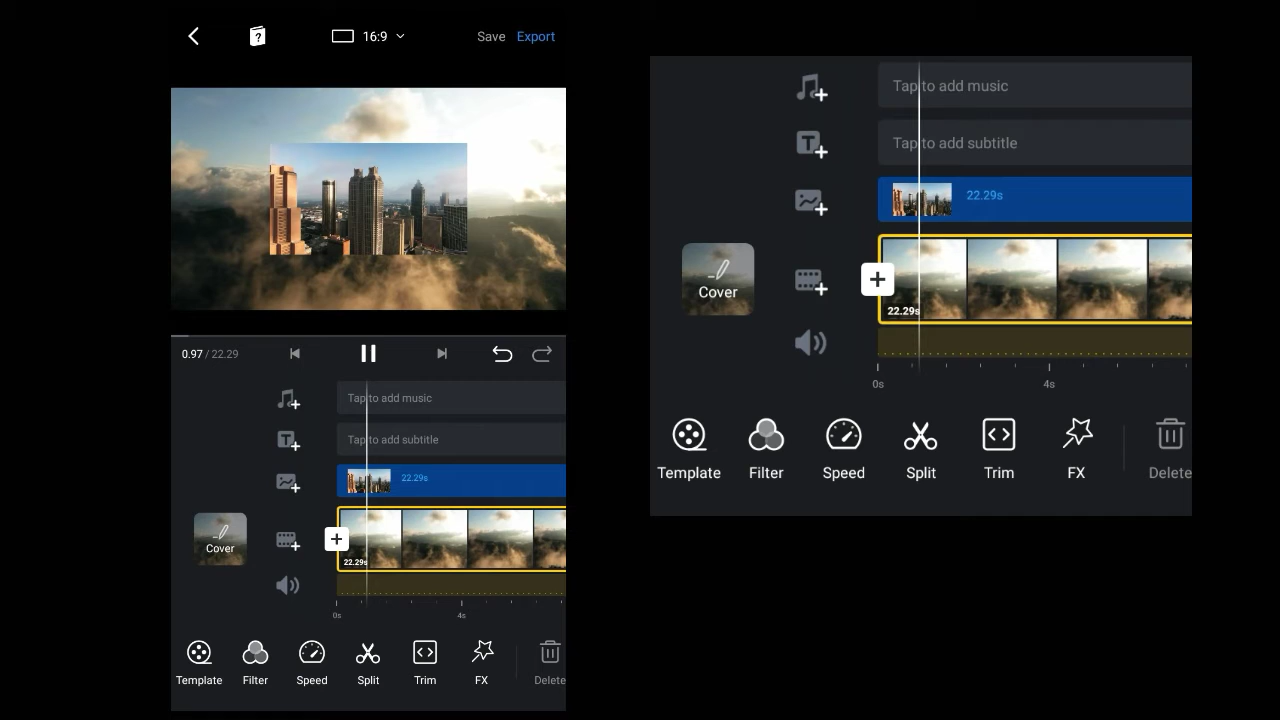 16:9
Save Export
0.97 / 22.29
Tap to add music
Tap to add subtitle
22.29s
Cover
22.29s
0s 4s
Template Filter Speed Split Trim FX Delete
Tap to add music
Tap to add subtitle
22.29s
Cover
22.29s
0s 4s
Template Filter Speed Split Trim FX Delete